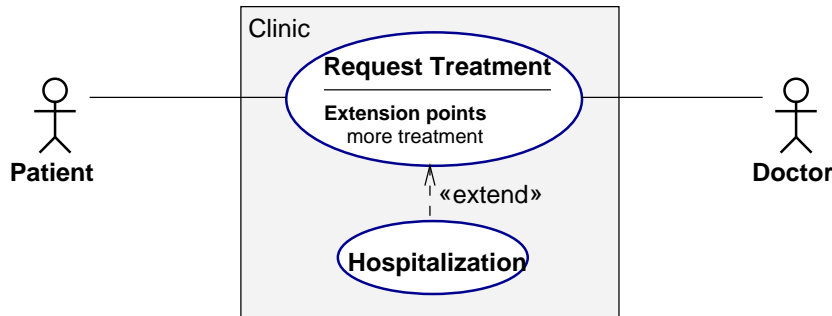 Clinic
Request Treatment
Extension points
more treatment
Patient
Doctor
«extend»
Hospitalization